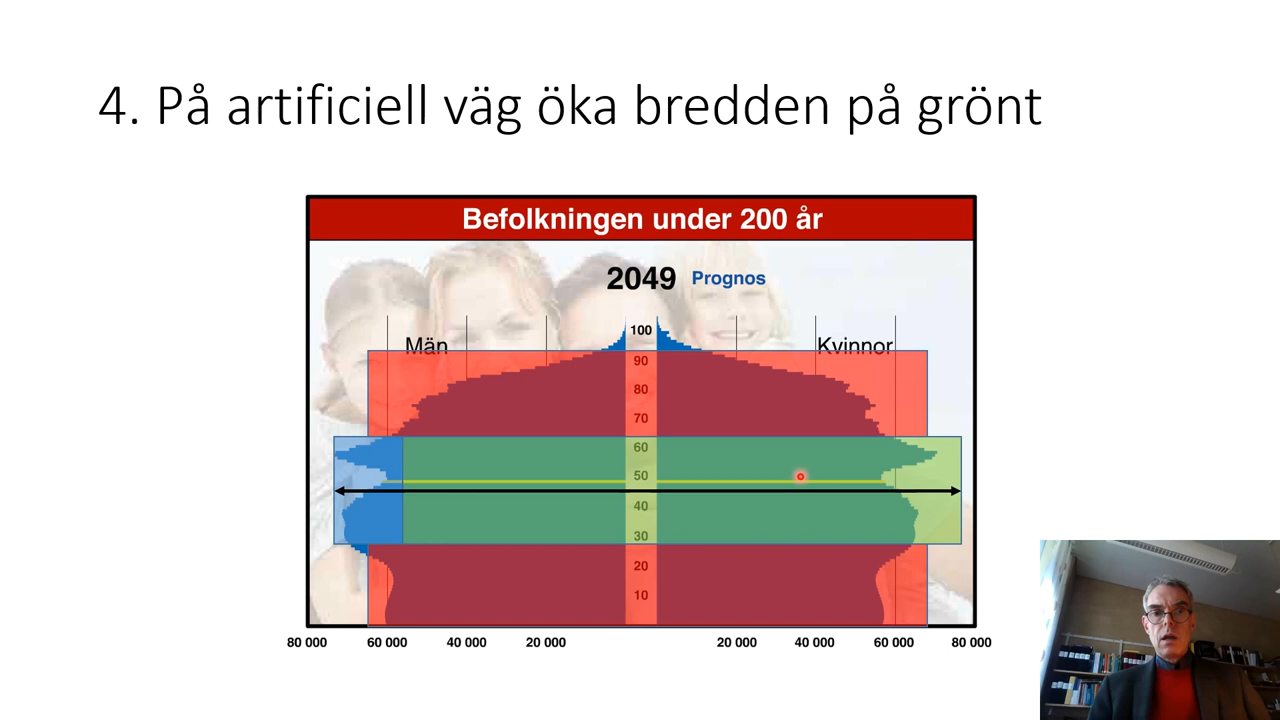 4. På artificiell väg öka bredden på grönt
Befolkningen under 200 år
2049 Prognos
100
Män
Kvinnor
90
80
70
60
50
40
30
20
10
80 000 60 000 40 000 20 000 20 000 40 000 60 000 80 000